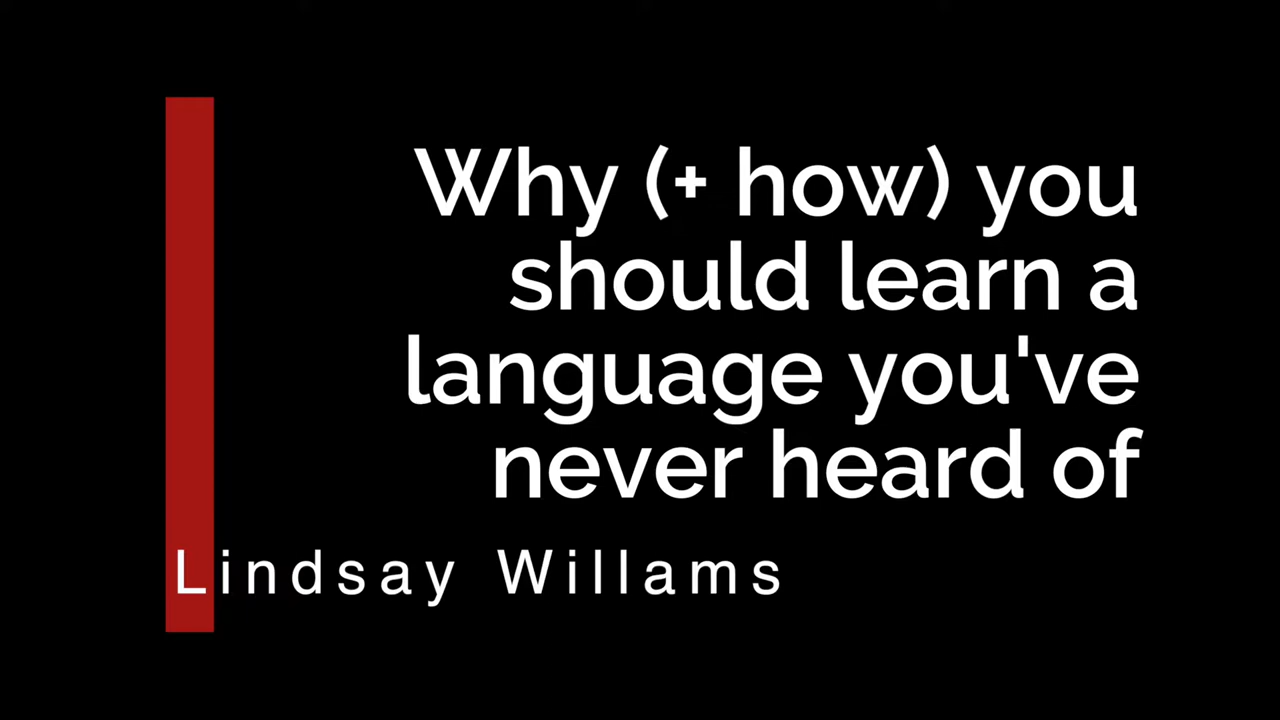 Why (+ how) you
should learn a
language you've
never heard of
Lindsay Willams